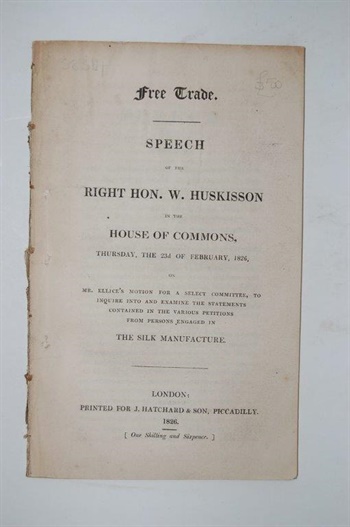 Free Trade.
SPEECH
OF THE
RIGHT HON. W. HUSKISSON
IN THE
HOUSE OF COMMONS,
THURSDAY, THE 23d OF FEBRUARY, 1826,
ON
MR. ELLICE'S MOTION FOR A SELECT COMMITTEE, TO
INQUIRE INTO AND EXAMINE THE STATEMENTS
CONTAINED IN THE VARIOUS PETITIONS
FROM PERSONS ENGAGED IN
THE SILK MANUFACTURE.
LONDON:
PRINTED FOR J. HATCHARD & SON, PICCADILLY.
1826.
[ One Shilling and Sixpence. ]